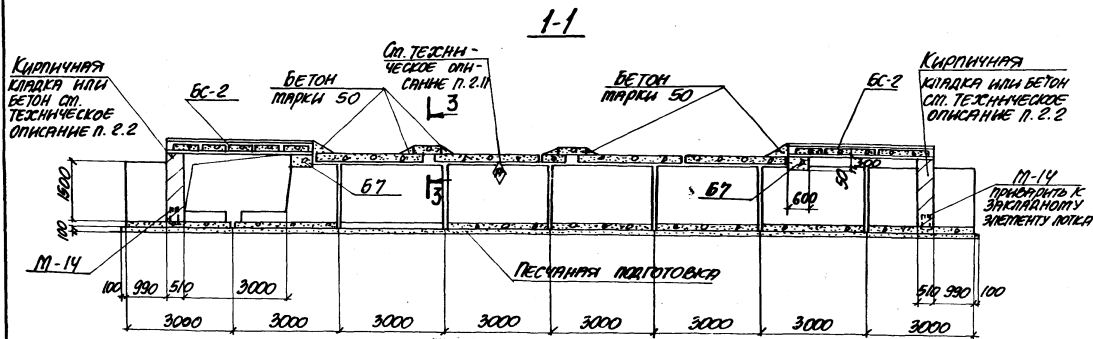 1-1
КИРПИЧНАЯ
КЛАДКА ИЛИ
БЕТОН СМ.
ТЕХНИЧЕСКОЕ
ОПИСАНИЕ П. 2.2
БС-2
БЕТОН
МАРКИ 50
СМ. ТЕХНИ-
ЧЕСКОЕ ОПИ-
САНИЕ П. 2.11
3
БЕТОН
МАРКИ 50
БС-2
КИРПИЧНАЯ
КЛАДКА ИЛИ БЕТОН
СМ. ТЕХНИЧЕСКОЕ
ОПИСАНИЕ П. 2.2
1500
100
Б7
3
Б7
600
50
300
М-14
ПРИВАРИТЬ К
ЗАКЛАДНОМУ
ЭЛЕМЕНТУ ЛОТКА
М-14
ПЕСЧАНАЯ ПОДГОТОВКА
100 990 510 3000 510 990 100
3000 3000 3000 3000 3000 3000 3000 3000